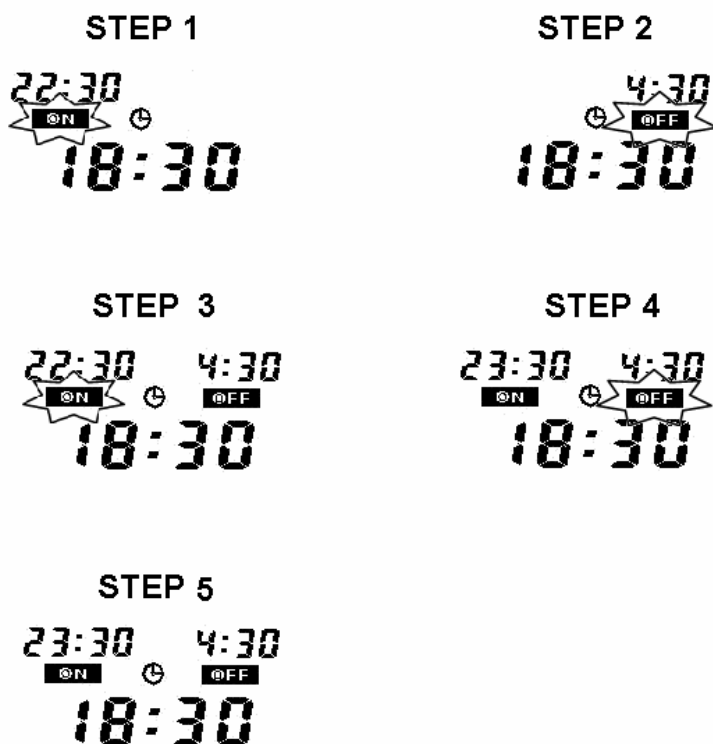 STEP 1
22:30
ON
18:30
STEP 2
4:30
OFF
18:30
STEP 3
22:30 4:30
ON OFF
18:30
STEP 4
23:30 4:30
ON OFF
18:30
STEP 5
23:30 4:30
ON OFF
18:30